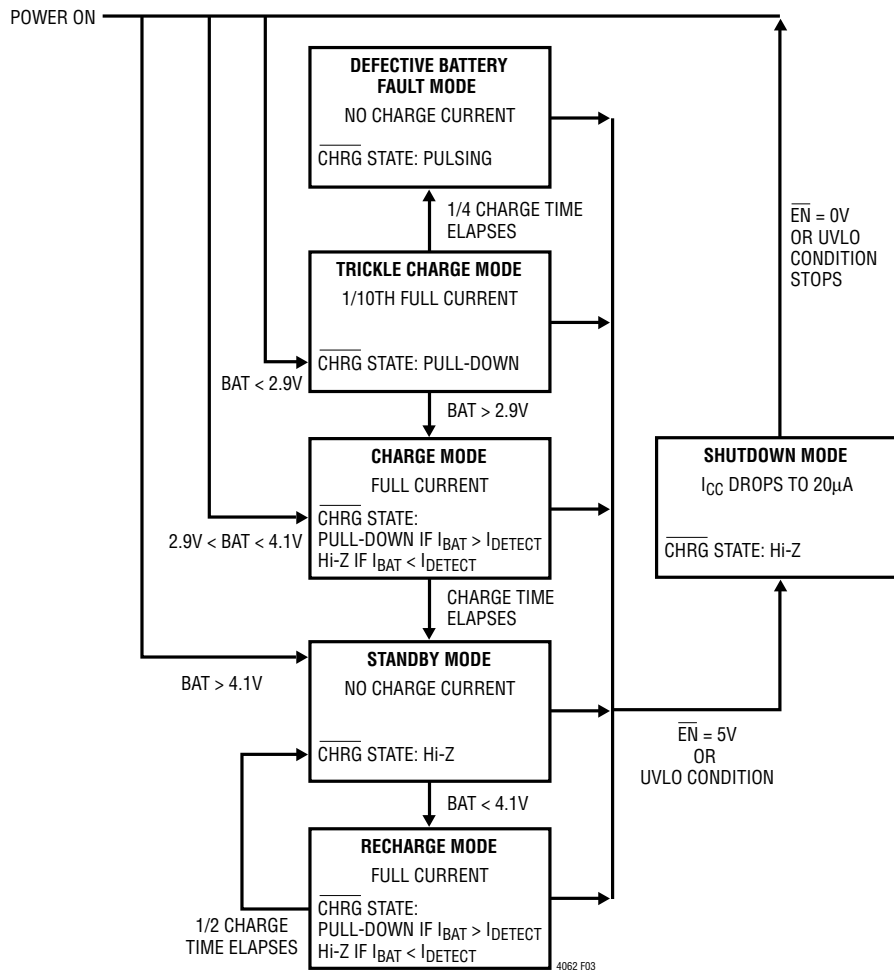 POWER ON
DEFECTIVE BATTERY
FAULT MODE
NO CHARGE CURRENT
CHRG STATE: PULSING
1/4 CHARGE TIME
ELAPSES
TRICKLE CHARGE MODE
1/10TH FULL CURRENT
CHRG STATE: PULL-DOWN
BAT < 2.9V
BAT > 2.9V
CHARGE MODE
FULL CURRENT
CHRG STATE:
PULL-DOWN IF IBAT > IDETECT
Hi-Z IF IBAT < IDETECT
2.9V < BAT < 4.1V
CHARGE TIME
ELAPSES
STANDBY MODE
NO CHARGE CURRENT
CHRG STATE: Hi-Z
BAT > 4.1V
BAT < 4.1V
RECHARGE MODE
FULL CURRENT
CHRG STATE:
PULL-DOWN IF IBAT > IDETECT
Hi-Z IF IBAT < IDETECT
1/2 CHARGE
TIME ELAPSES
EN = 0V
OR UVLO
CONDITION
STOPS
SHUTDOWN MODE
ICC DROPS TO 20µA
CHRG STATE: Hi-Z
EN = 5V
OR
UVLO CONDITION
4062 F03